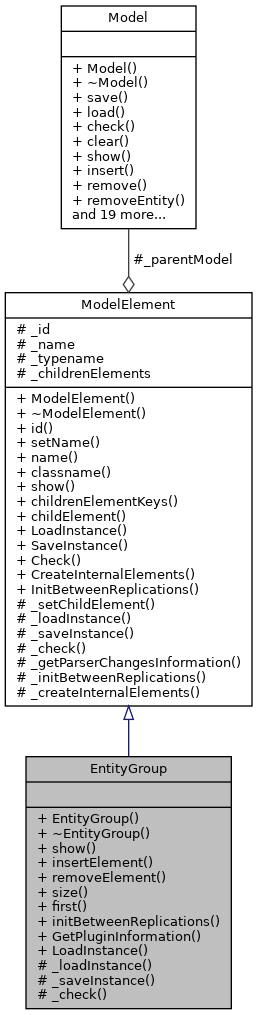 Model
+ Model()
+ ~Model()
+ save()
+ load()
+ check()
+ clear()
+ show()
+ insert()
+ remove()
+ removeEntity()
and 19 more...
#_parentModel
ModelElement
# _id
# _name
# _typename
# _childrenElements
+ ModelElement()
+ ~ModelElement()
+ id()
+ setName()
+ name()
+ classname()
+ show()
+ childrenElementKeys()
+ childElement()
+ LoadInstance()
+ SaveInstance()
+ Check()
+ CreateInternalElements()
+ InitBetweenReplications()
# _setChildElement()
# _loadInstance()
# _saveInstance()
# _check()
# _getParserChangesInformation()
# _initBetweenReplications()
# _createInternalElements()
EntityGroup
+ EntityGroup()
+ ~EntityGroup()
+ show()
+ insertElement()
+ removeElement()
+ size()
+ first()
+ initBetweenReplications()
+ GetPluginInformation()
+ LoadInstance()
# _loadInstance()
# _saveInstance()
# _check()